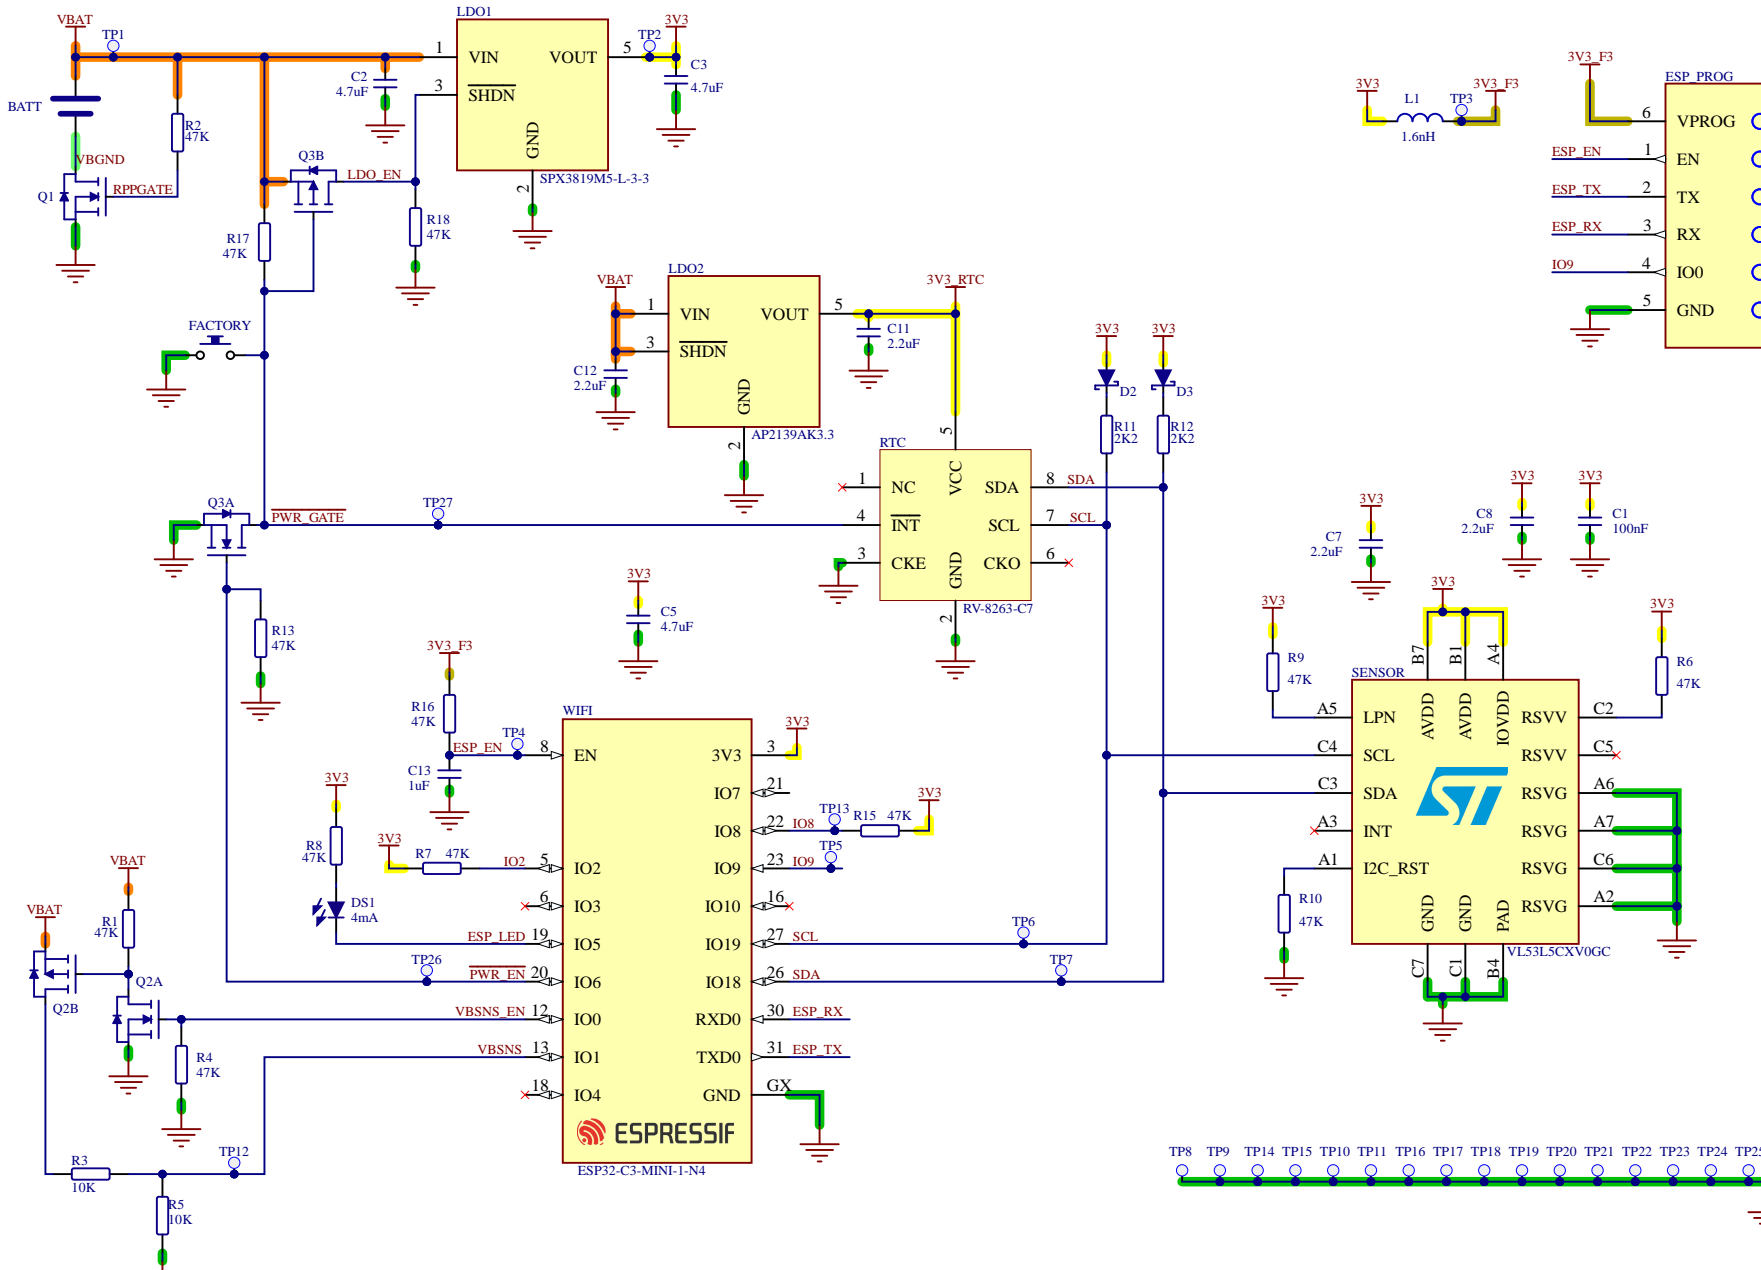 VBAT
TP1
BATT
VBGND
Q1
RPPGATE
R2
47K
C2
4.7uF
LDO1
1
VIN
VOUT
5
3
SHDN
GND
2
SPX3819M5-L-3-3
TP2
3V3
C3
4.7uF
Q3B
LDO_EN
R17
47K
R18
47K
FACTORY
3V3
L1
1.6nH
TP3
3V3_F3
3V3_F3
ESP_PROG
6
VPROG
ESP_EN
1
EN
ESP_TX
2
TX
ESP_RX
3
RX
IO9
4
IO0
5
GND
VBAT
C12
2.2uF
LDO2
1
VIN
VOUT
5
3
SHDN
GND
2
AP2139AK3.3
C11
2.2uF
3V3_RTC
3V3
3V3
D2
D3
R11
2K2
R12
2K2
RTC
5
VCC
1
NC
SDA
8
SDA
4
INT
SCL
7
SCL
3
CKE
CKO
6
GND
2
RV-8263-C7
Q3A
PWR_GATE
TP27
R13
47K
3V3
C5
4.7uF
3V3
C7
2.2uF
3V3
C8
2.2uF
3V3
C1
100nF
3V3_F3
R16
47K
ESP_EN
TP4
C13
1uF
3V3
R8
47K
DS1
4mA
3V3
R7
47K
IO2
WIFI
8
EN
3V3
3
3V3
IO7
21
IO8
22
IO8
TP13
R15
47K
3V3
5
IO2
IO9
23
IO9
TP5
6
IO3
IO10
16
ESP_LED
19
IO5
IO19
27
SCL
TP6
TP26
PWR_EN
20
IO6
IO18
26
SDA
TP7
VBSNS_EN
12
IO0
RXD0
30
ESP_RX
VBSNS
13
IO1
TXD0
31
ESP_TX
18
IO4
GND
GX
ESPRESSIF
ESP32-C3-MINI-1-N4
VBAT
VBAT
R1
47K
Q2B
Q2A
R4
47K
R3
10K
TP12
R5
10K
3V3
R9
47K
3V3
3V3
R6
47K
SENSOR
B7
B1
A4
AVDD
AVDD
IOVDD
A5
LPN
RSVV
C2
C4
SCL
RSVV
C5
C3
SDA
RSVG
A6
A3
INT
RSVG
A7
A1
I2C_RST
RSVG
C6
RSVG
A2
ST
GND
GND
PAD
C7
C1
B4
VL53L5CXV0GC
R10
47K
TP8 TP9 TP14 TP15 TP10 TP11 TP16 TP17 TP18 TP19 TP20 TP21 TP22 TP23 TP24 TP25